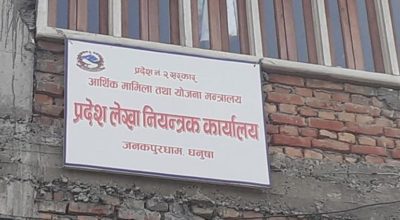 प्रदेश नं. २ सरकार
आर्थिक मामिला तथा योजना मन्त्रालय
प्रदेश लेखा नियन्त्रक कार्यालय
जनकपुरधाम, धनुषा